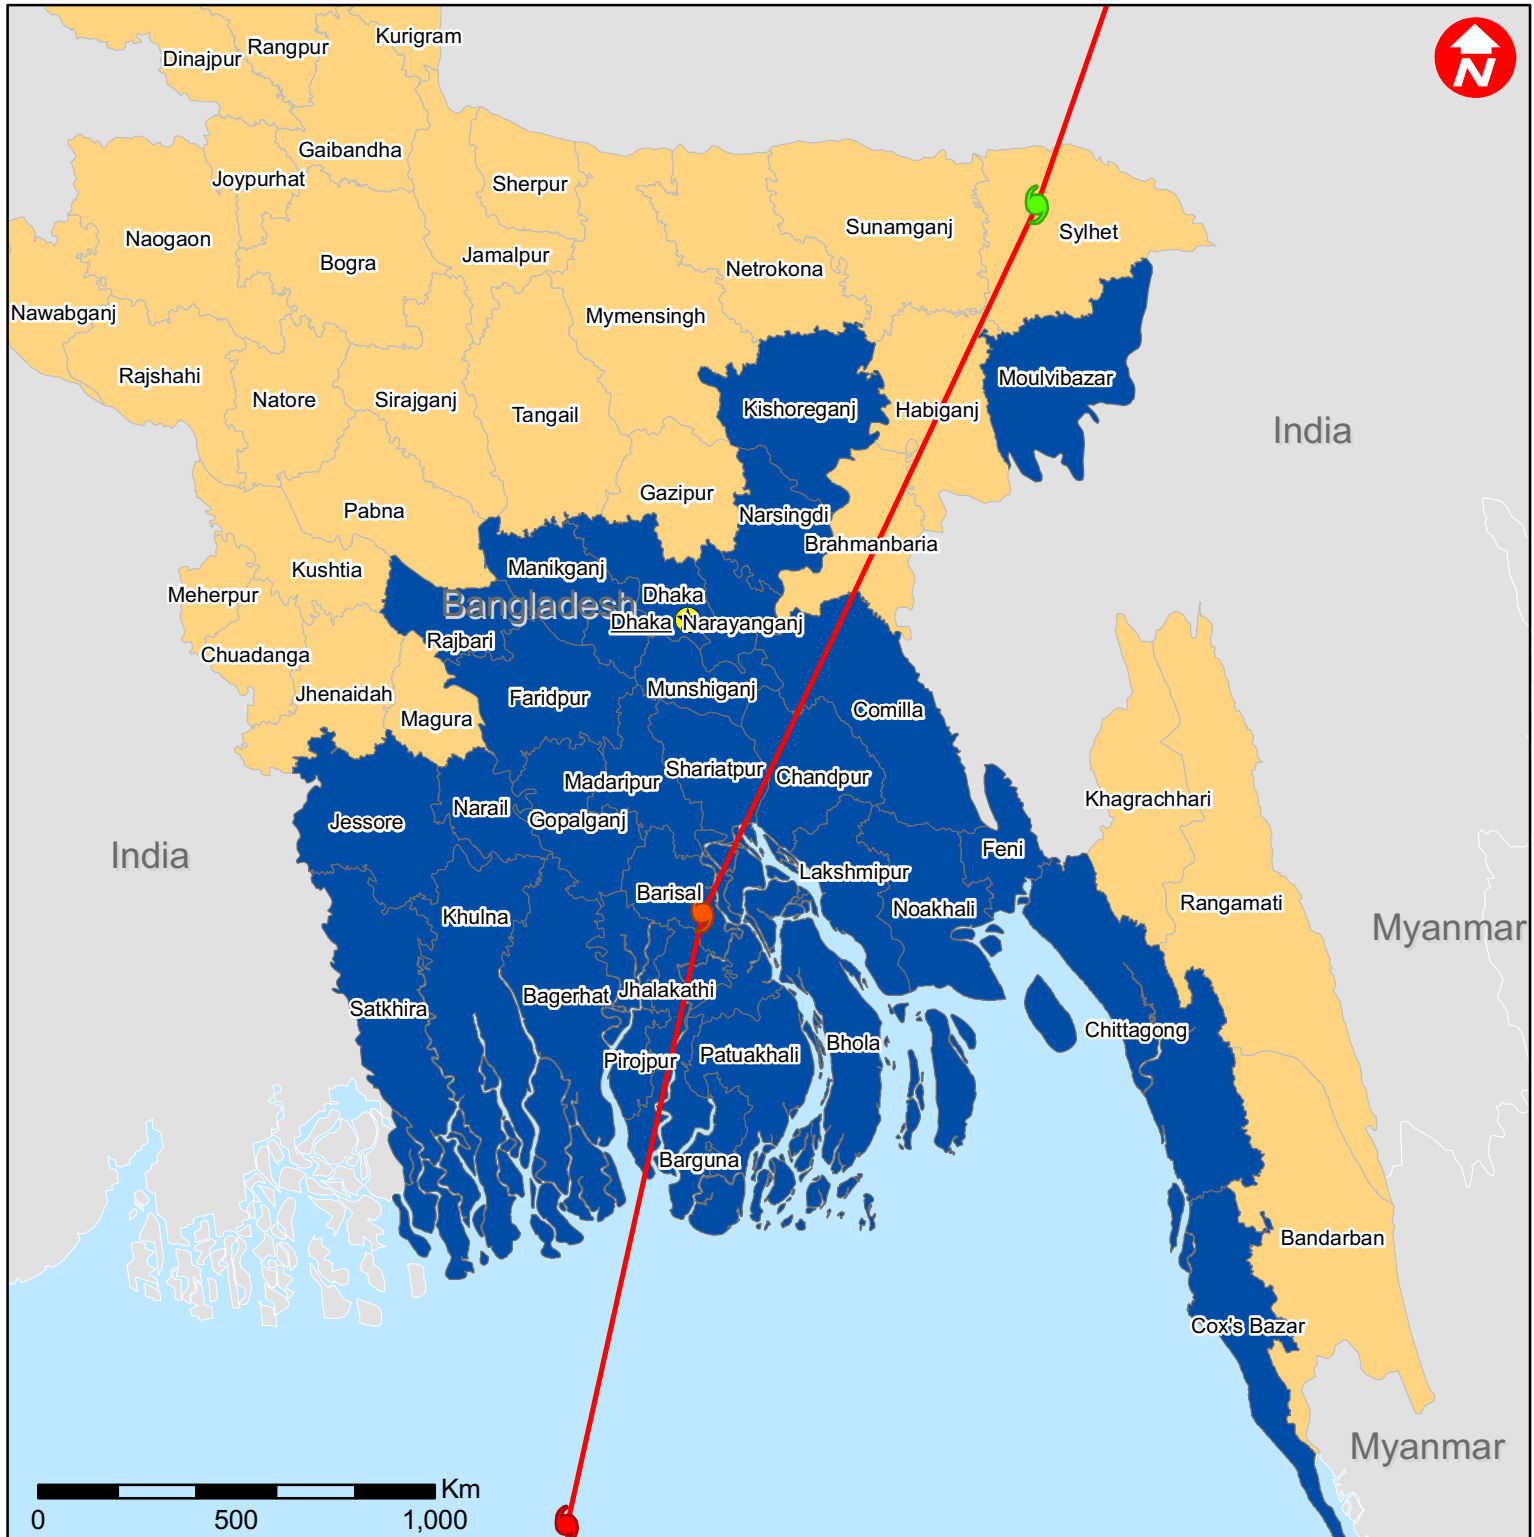 Kurigram
Rangpur
Dinajpur
N
Gaibandha
Joypurhat
Sherpur
Sunamganj
Sylhet
Naogaon
Jamalpur
Bogra
Netrokona
Nawabganj
Mymensingh
Rajshahi
Moulvibazar
Natore
Sirajganj
Tangail
Kishoreganj
Habiganj
India
Gazipur
Pabna
Narsingdi
Brahmanbaria
Kushtia
Manikganj
Meherpur
Dhaka
Bangladesh
Dhaka
Narayanganj
Rajbari
Chuadanga
Jhenaidah
Faridpur
Munshiganj
Magura
Comilla
Shariatpur
Chandpur
Madaripur
Khagrachhari
Narail
Gopalganj
Jessore
Feni
India
Lakshmipur
Barisal
Rangamati
Noakhali
Khulna
Myanmar
Jhalakathi
Bagerhat
Satkhira
Chittagong
Bhola
Patuakhali
Pirojpur
Barguna
Bandarban
Cox's Bazar
Myanmar
Km
0 500 1,000